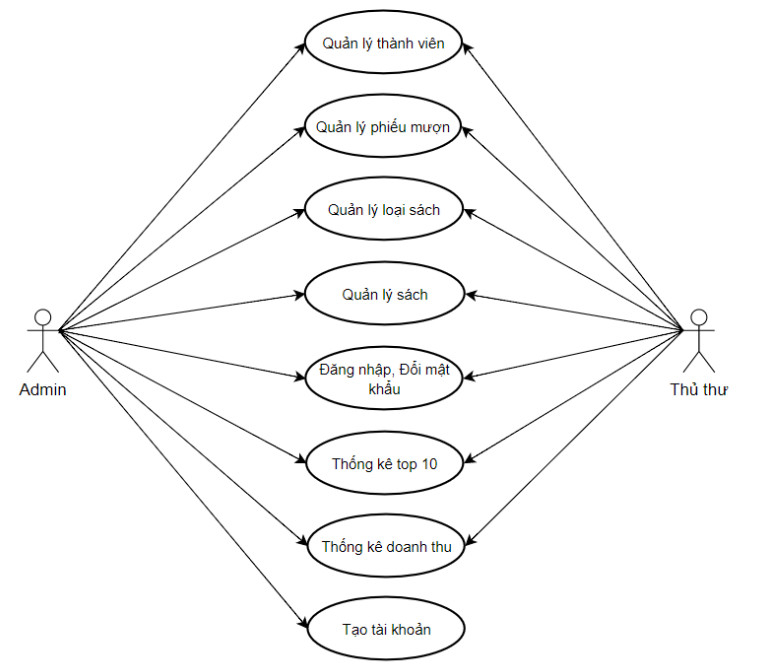 Quản lý thành viên
Quản lý phiếu mượn
Quản lý loại sách
Quản lý sách
Đăng nhập, Đổi mật
khẩu
Admin
Thủ thư
Thống kê top 10
Thống kê doanh thu
Tạo tài khoản